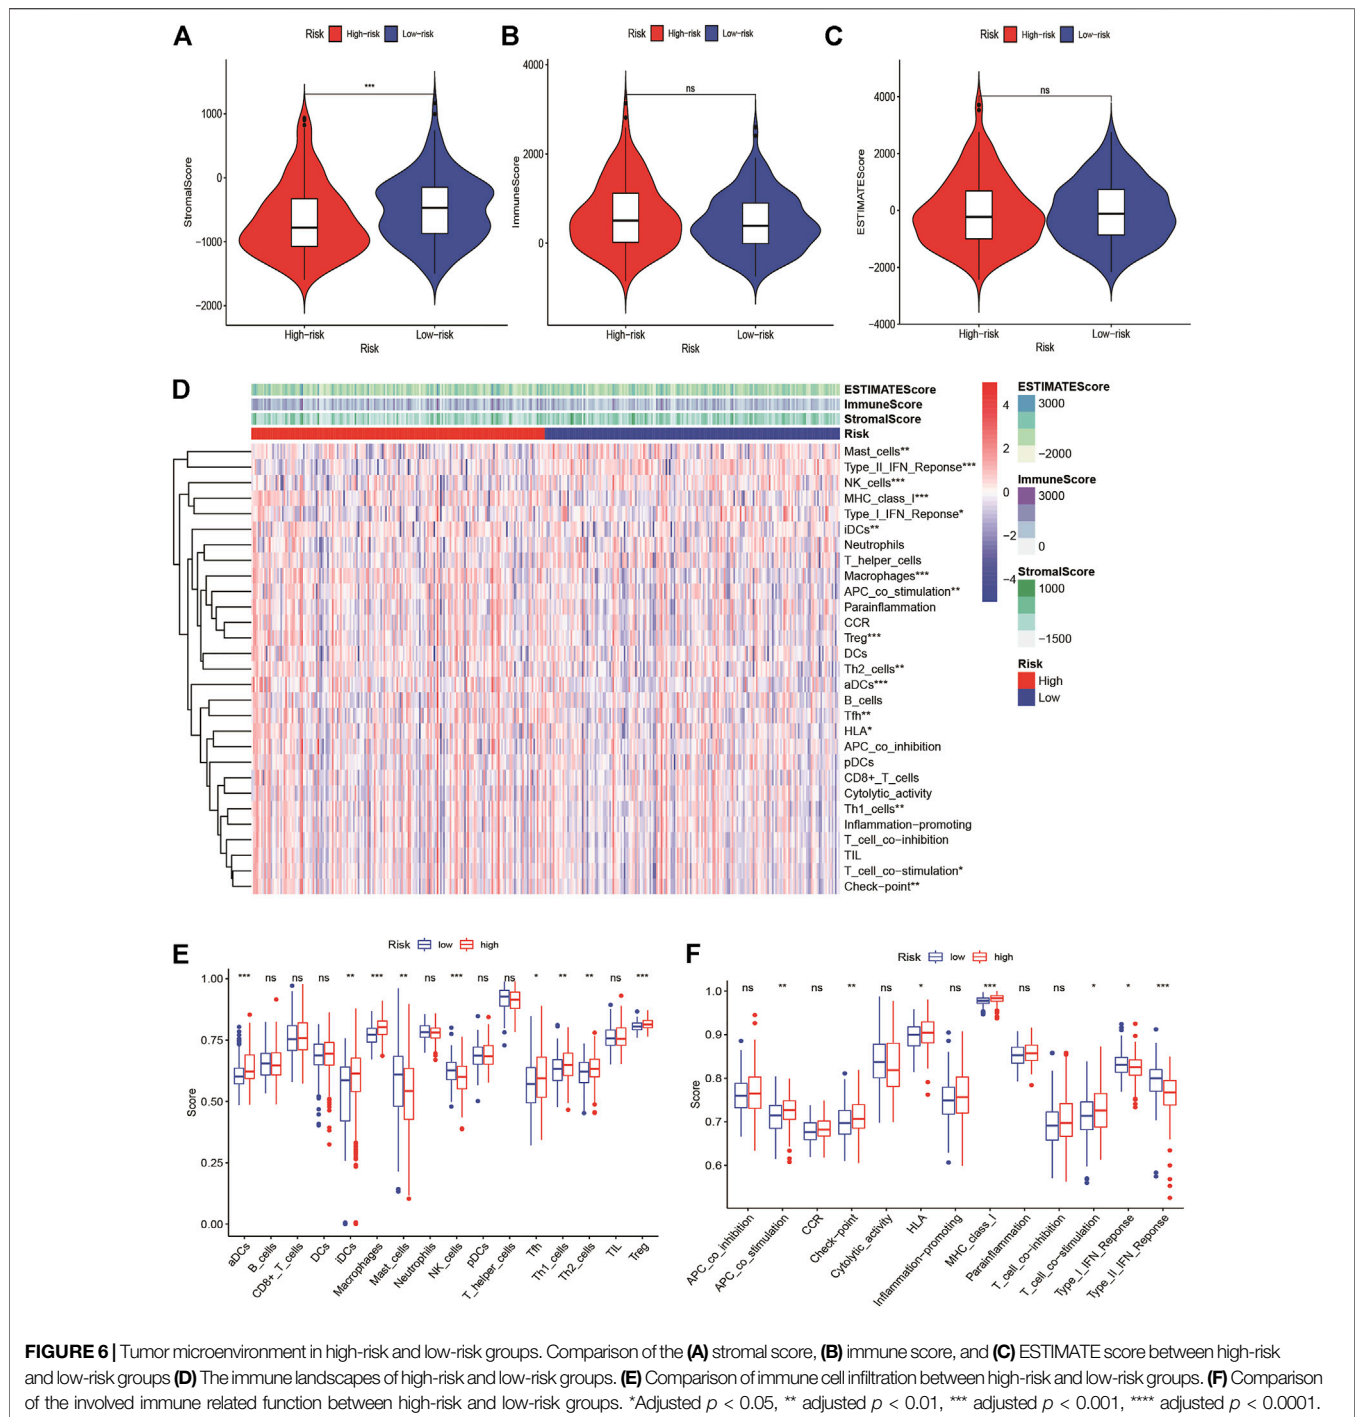 A
Risk High-risk Low-risk
***
StromalScore
1000
0
−1000
−2000
High-risk Low-risk
Risk
B
Risk High-risk Low-risk
ns
ImmuneScore
4000
2000
0
High-risk Low-risk
Risk
C
Risk High-risk Low-risk
ns
ESTIMATEScore
4000
2000
0
−2000
−4000
High-risk Low-risk
Risk
D
ESTIMATEScore
ImmuneScore
StromalScore
Risk
Mast_cells**
Type_II_IFN_Reponse***
NK_cells***
MHC_class_I***
Type_I_IFN_Reponse*
iDCs**
Neutrophils
T_helper_cells
Macrophages***
APC_co_stimulation**
Parainflammation
CCR
Treg***
DCs
Th2_cells**
aDCs***
B_cells
Tfh**
HLA*
APC_co_inhibition
pDCs
CD8+_T_cells
Cytolytic_activity
Th1_cells**
Inflammation−promoting
T_cell_co−inhibition
TIL
T_cell_co−stimulation*
Check−point**
4
2
0
−2
−4
ESTIMATEScore
3000
−2000
ImmuneScore
3000
0
StromalScore
1000
−1500
Risk
High
Low
E
Risk low high
*** ns ns ns ** *** ** ns *** ns ns * ** ** ns ***
Score
1.00
0.75
0.50
0.25
0.00
aDCs
B_cells
CD8+_T_cells
DCs
iDCs
Macrophages
Mast_cells
Neutrophils
NK_cells
pDCs
T_helper_cells
Tfh
Th1_cells
Th2_cells
TIL
Treg
F
Risk low high
ns ** ns ** * ns *** * * ***
Score
1.0
0.9
0.8
0.7
0.6
APC_co_inhibition
APC_co_stimulation
CCR
Check−point
Cytolytic_activity
HLA
Inflammation−promoting
MHC_class_I
Parainflammation
T_cell_co−inhibition
T_cell_co−stimulation
Type_I_IFN_Reponse
Type_II_IFN_Reponse
FIGURE 6 | Tumor microenvironment in high-risk and low-risk groups. Comparison of the (A) stromal score, (B) immune score, and (C) ESTIMATE score between high-risk
and low-risk groups (D) The immune landscapes of high-risk and low-risk groups. (E) Comparison of immune cell infiltration between high-risk and low-risk groups. (F) Comparison
of the involved immune related function between high-risk and low-risk groups. *Adjusted p < 0.05, ** adjusted p < 0.01, *** adjusted p < 0.001, **** adjusted p < 0.0001.